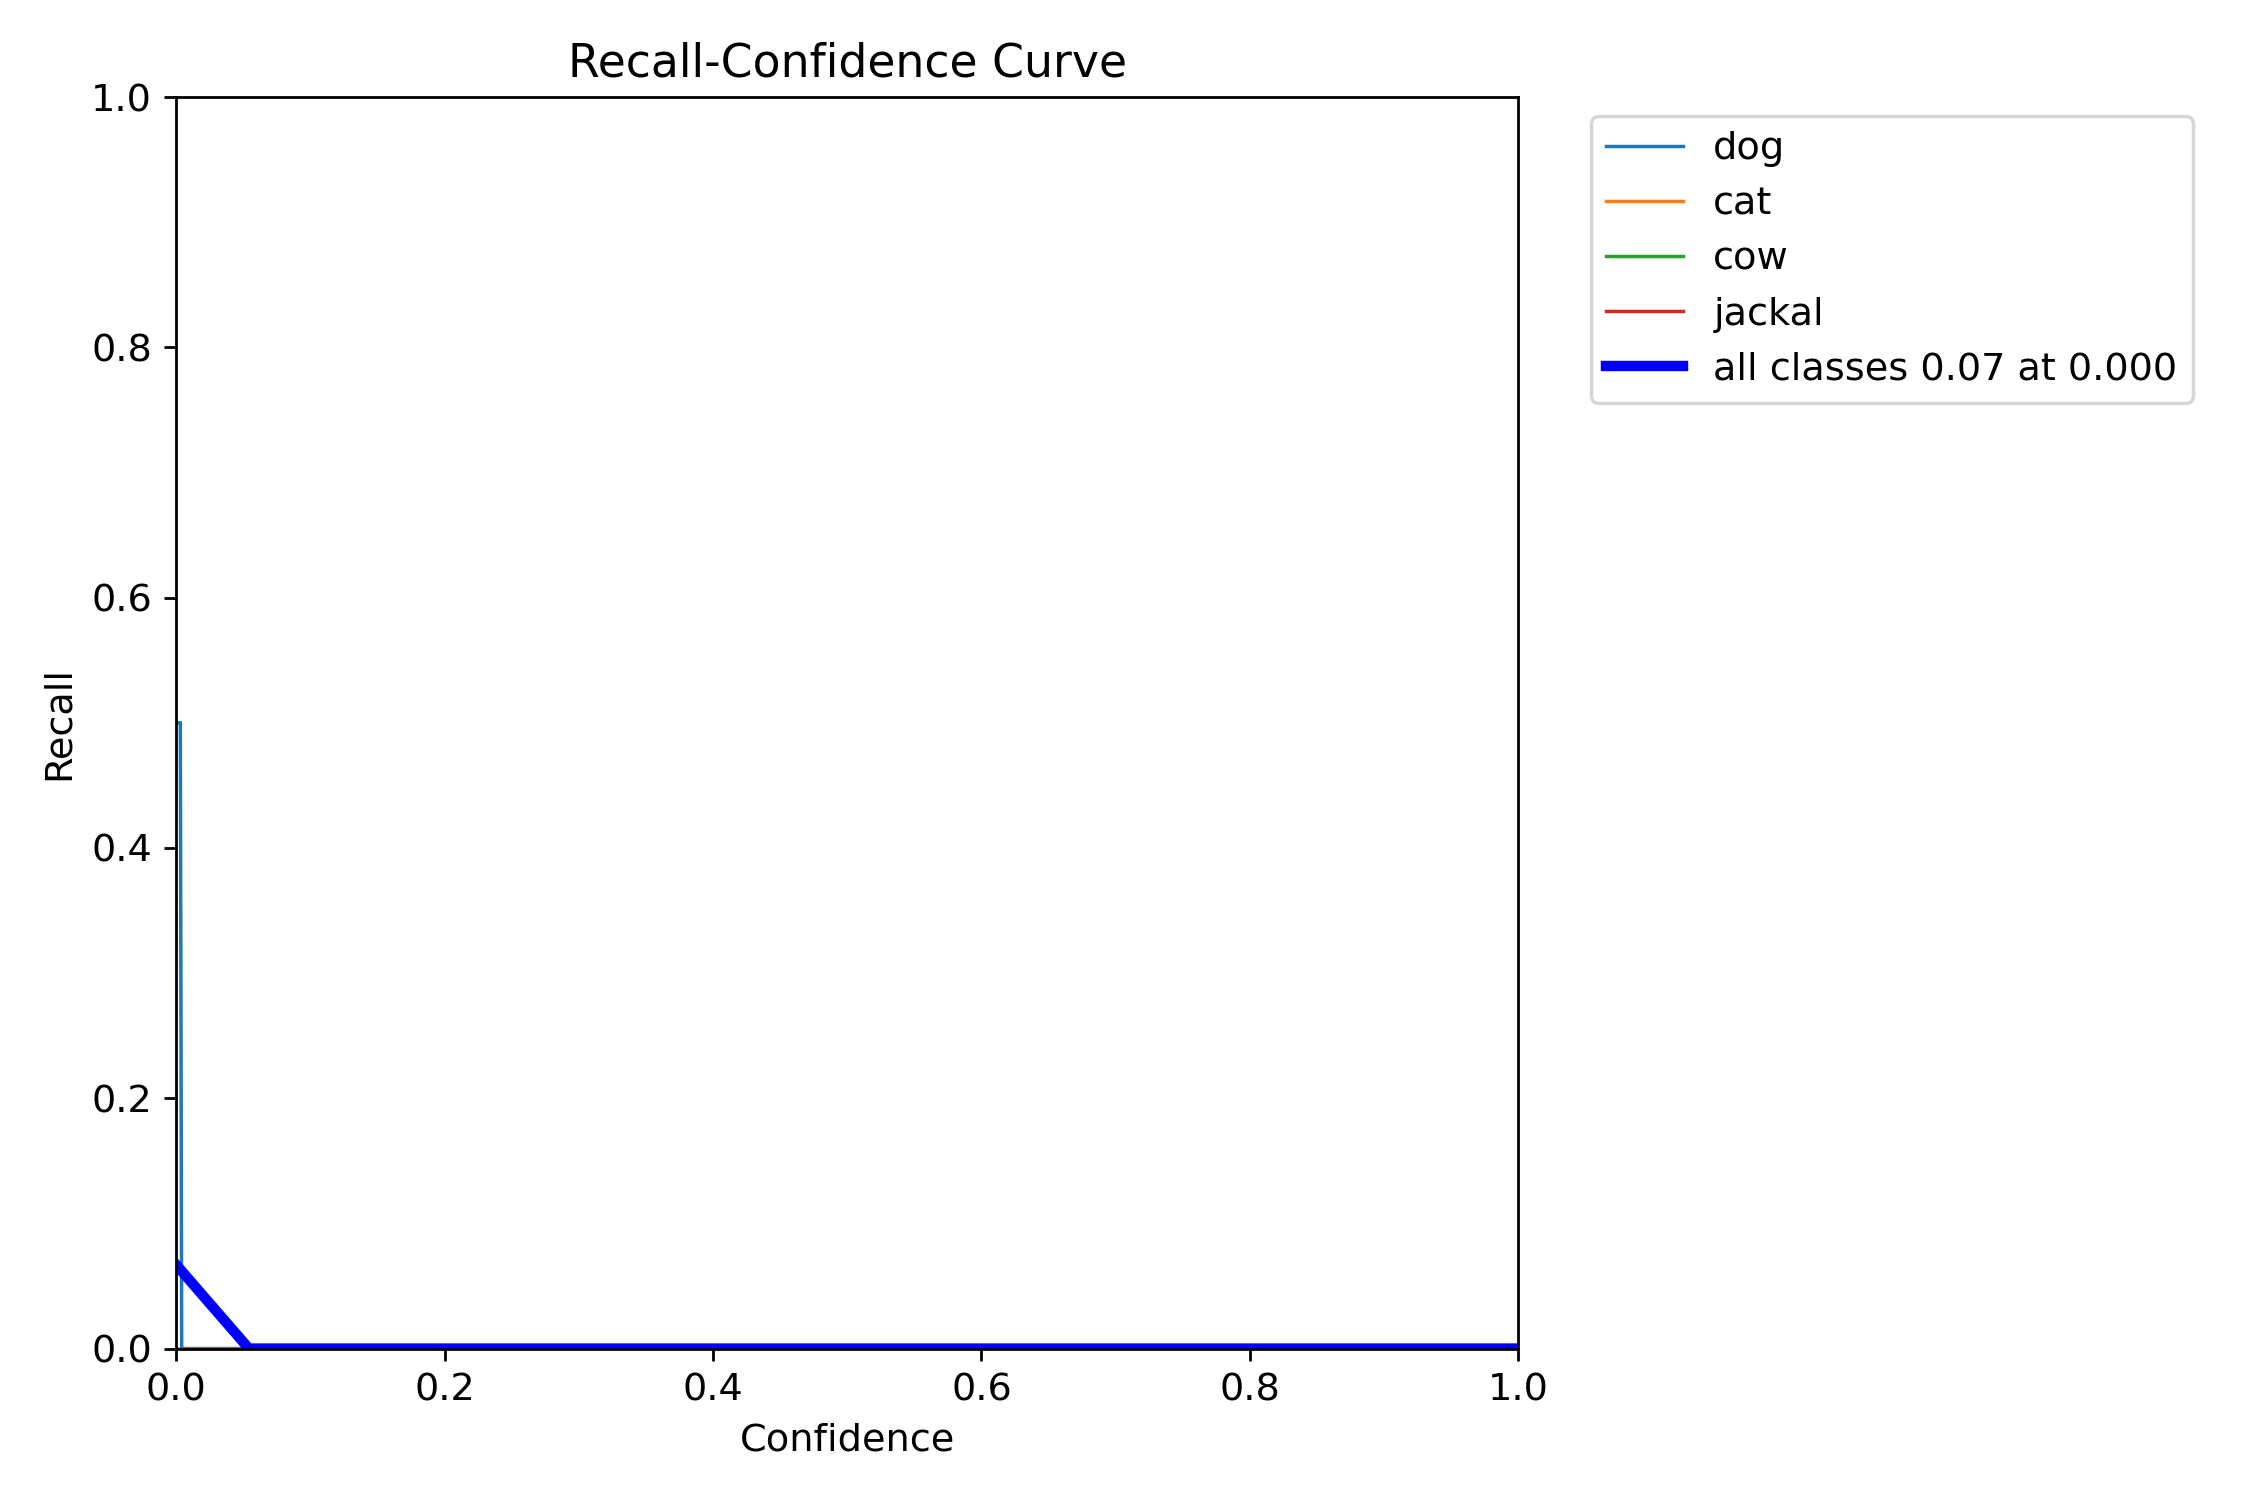 Recall-Confidence Curve
1.0
0.8
0.6
0.4
0.2
0.0
Recall
0.0 0.2 0.4 0.6 0.8 1.0
Confidence
dog
cat
cow
jackal
all classes 0.07 at 0.000